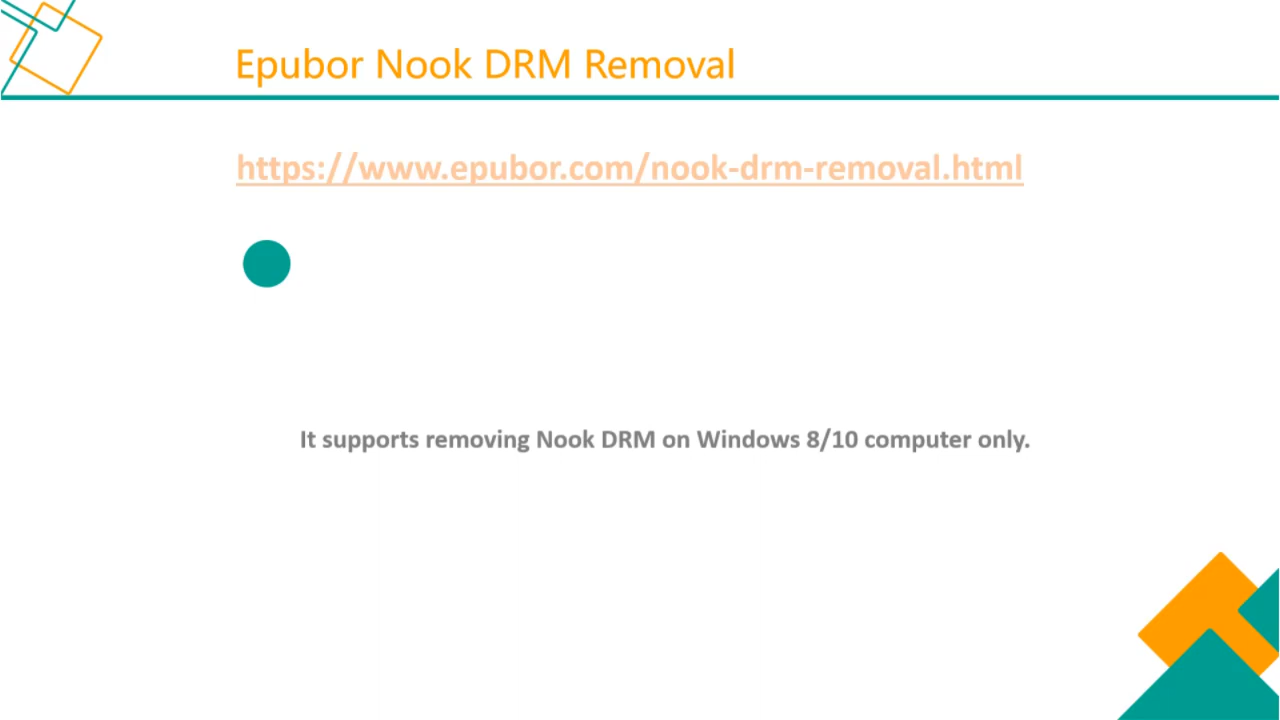 Epubor Nook DRM Removal
https://www.epubor.com/nook-drm-removal.html
It supports removing Nook DRM on Windows 8/10 computer only.